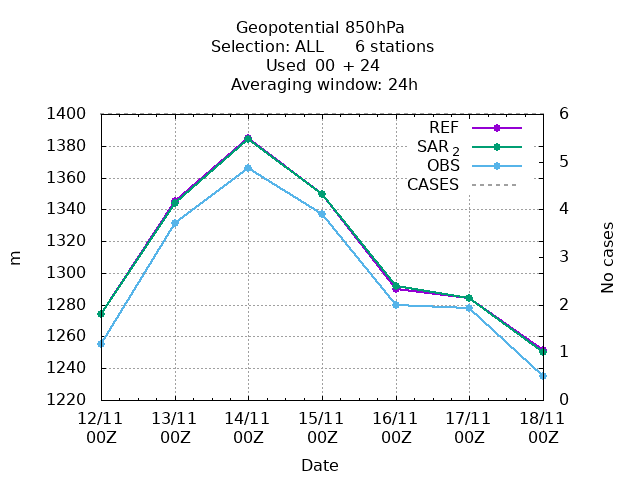 Geopotential 850hPa
Selection: ALL 6 stations
Used 00 + 24
Averaging window: 24h
1400
1380
1360
1340
1320
1300
1280
1260
1240
1220
m
6
5
4
3
2
1
0
No cases
REF
SAR 2
OBS
CASES
12/11 13/11 14/11 15/11 16/11 17/11 18/11
00Z 00Z 00Z 00Z 00Z 00Z 00Z
Date